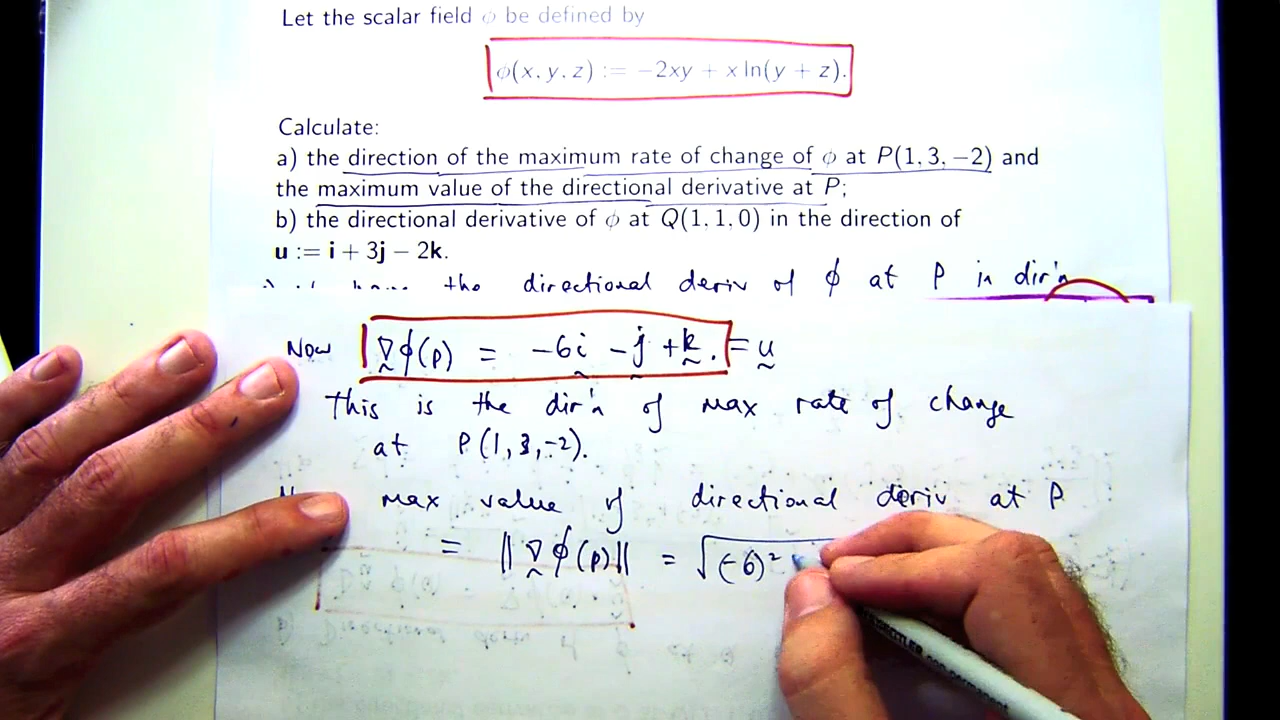 Let the scalar field ϕ be defined by
ϕ(x. y. z) := −2xy + x ln(y + z).
Calculate:
a) the direction of the maximum rate of change of ϕ at P(1, 3, −2) and
the maximum value of the directional derivative at P;
b) the directional derivative of ϕ at Q(1, 1, 0) in the direction of
u := i + 3j − 2k.
the directional deriv of ϕ at P in dir'n
Now ∇ϕ(P) = −6i − j + k. = u
This is the dir'n of max rate of change
at P(1, 3, −2).
max value of directional deriv at P
= ‖∇ϕ(P)‖ = √(−6)²